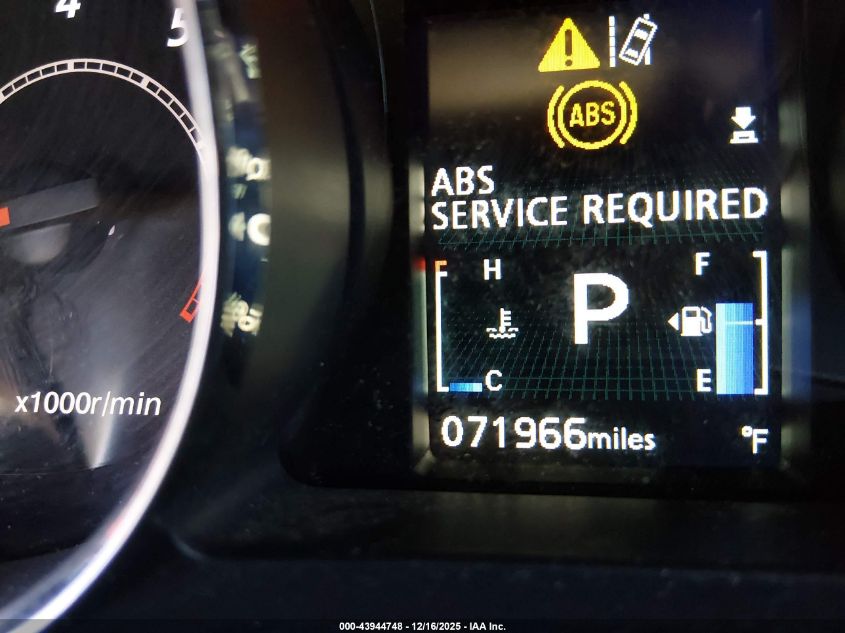 4
5
x1000r/min
ABS
ABS
SERVICE REQUIRED
H
F
P
C
E
071966miles
°F
000-43944748 - 12/16/2025 - IAA Inc.